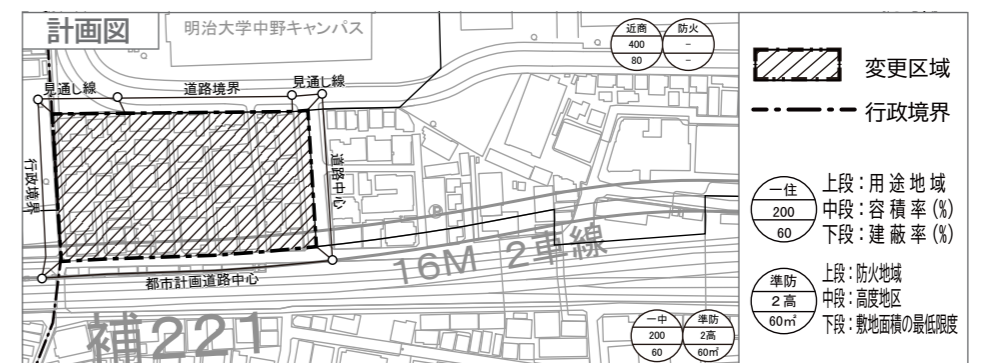 計画図
明治大学中野キャンパス
近商
400
80
防火
-
-
見通し線
道路境界
見通し線
行政境界
道路中心
都市計画道路中心
16M 2車線
補221
一中
200
60
準防
2高
60㎡
変更区域
行政境界
一住
200
60
上段：用途地域
中段：容積率(%)
下段：建蔽率(%)
準防
2高
60㎡
上段：防火地域
中段：高度地区
下段：敷地面積の最低限度